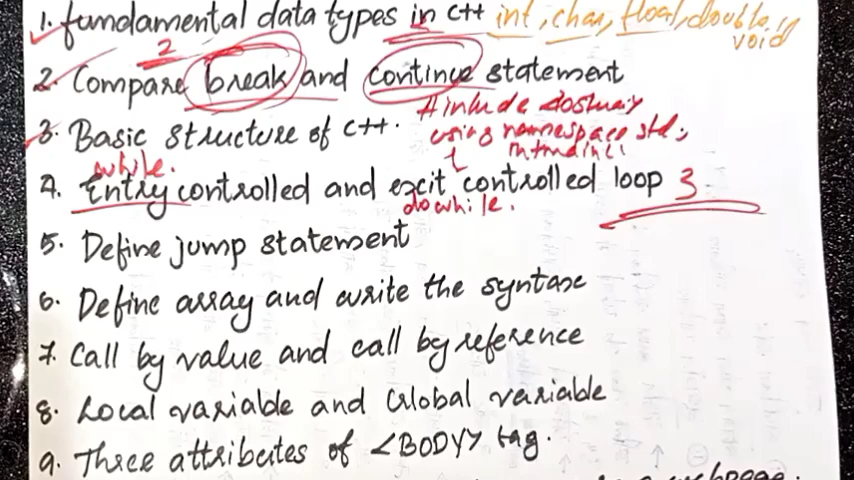 1. fundamental data types in C++ int, char, float, double
void
2
2. Compare break and continue statement
#include <iostream>
3. Basic structure of C++. using namespace std;
int main()
{
while.
4. Entry controlled and exit controlled loop 3
do while.
5. Define jump statement
6. Define array and write the syntax
7. Call by value and call by reference
8. Local variable and Global variable
9. Three attributes of <BODY> tag.
webpage.